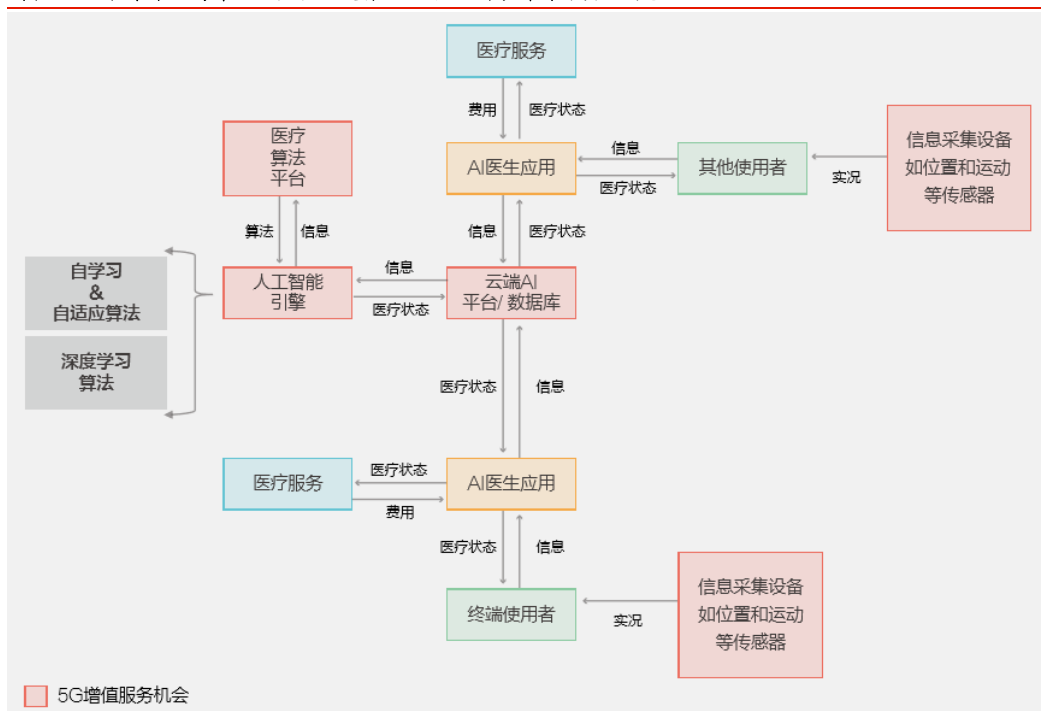 医疗服务
费用
医疗状态
医疗
算法
平台
AI医生应用
信息
医疗状态
其他使用者
实况
信息采集设备
如位置和运动
等传感器
算法
信息
信息
医疗状态
自学习
&
自适应算法
深度学习
算法
人工智能
引擎
信息
医疗状态
云端AI
平台/数据库
医疗状态
信息
医疗服务
医疗状态
费用
AI医生应用
医疗状态
信息
终端使用者
实况
信息采集设备
如位置和运动
等传感器
5G增值服务机会